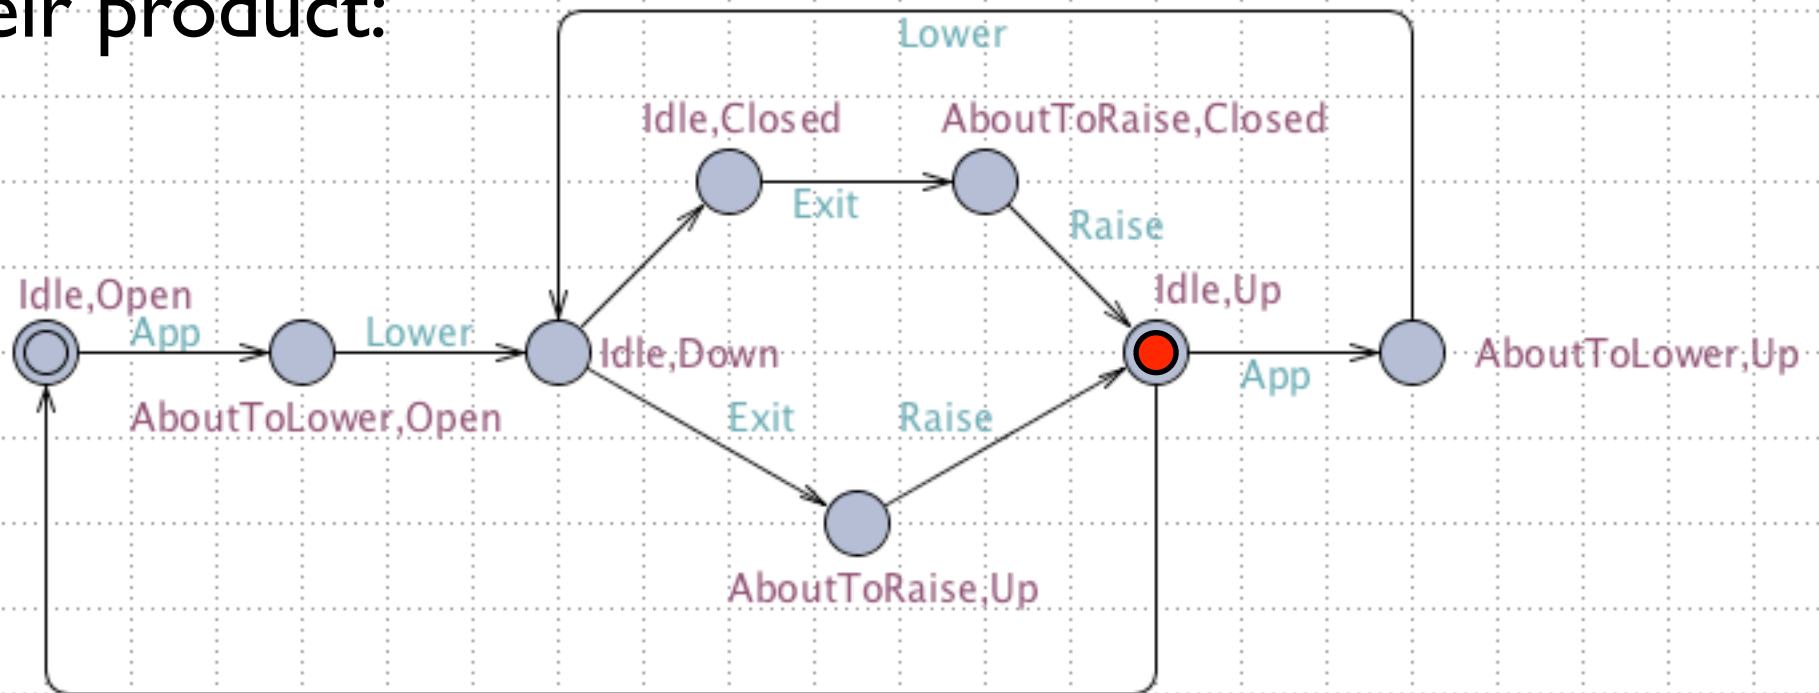 their product:
Lower
Idle,Closed
AboutToRaise,Closed
Exit
Raise
Idle,Open
Idle,Up
App
Lower
Idle,Down
App
AboutToLower,Up
AboutToLower,Open
Exit
Raise
AboutToRaise,Up